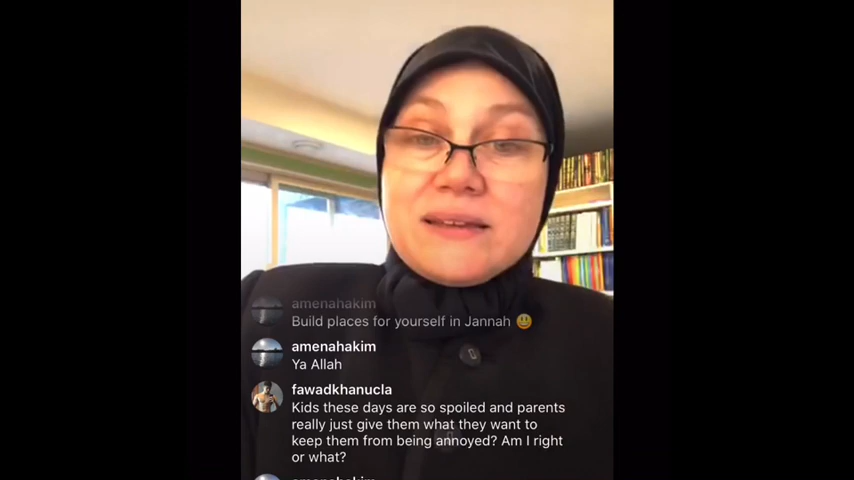 amenahakim
Build places for yourself in Jannah 😃
amenahakim
Ya Allah
fawadkhanucla
Kids these days are so spoiled and parents
really just give them what they want to
keep them from being annoyed? Am I right
or what?
amenahakim